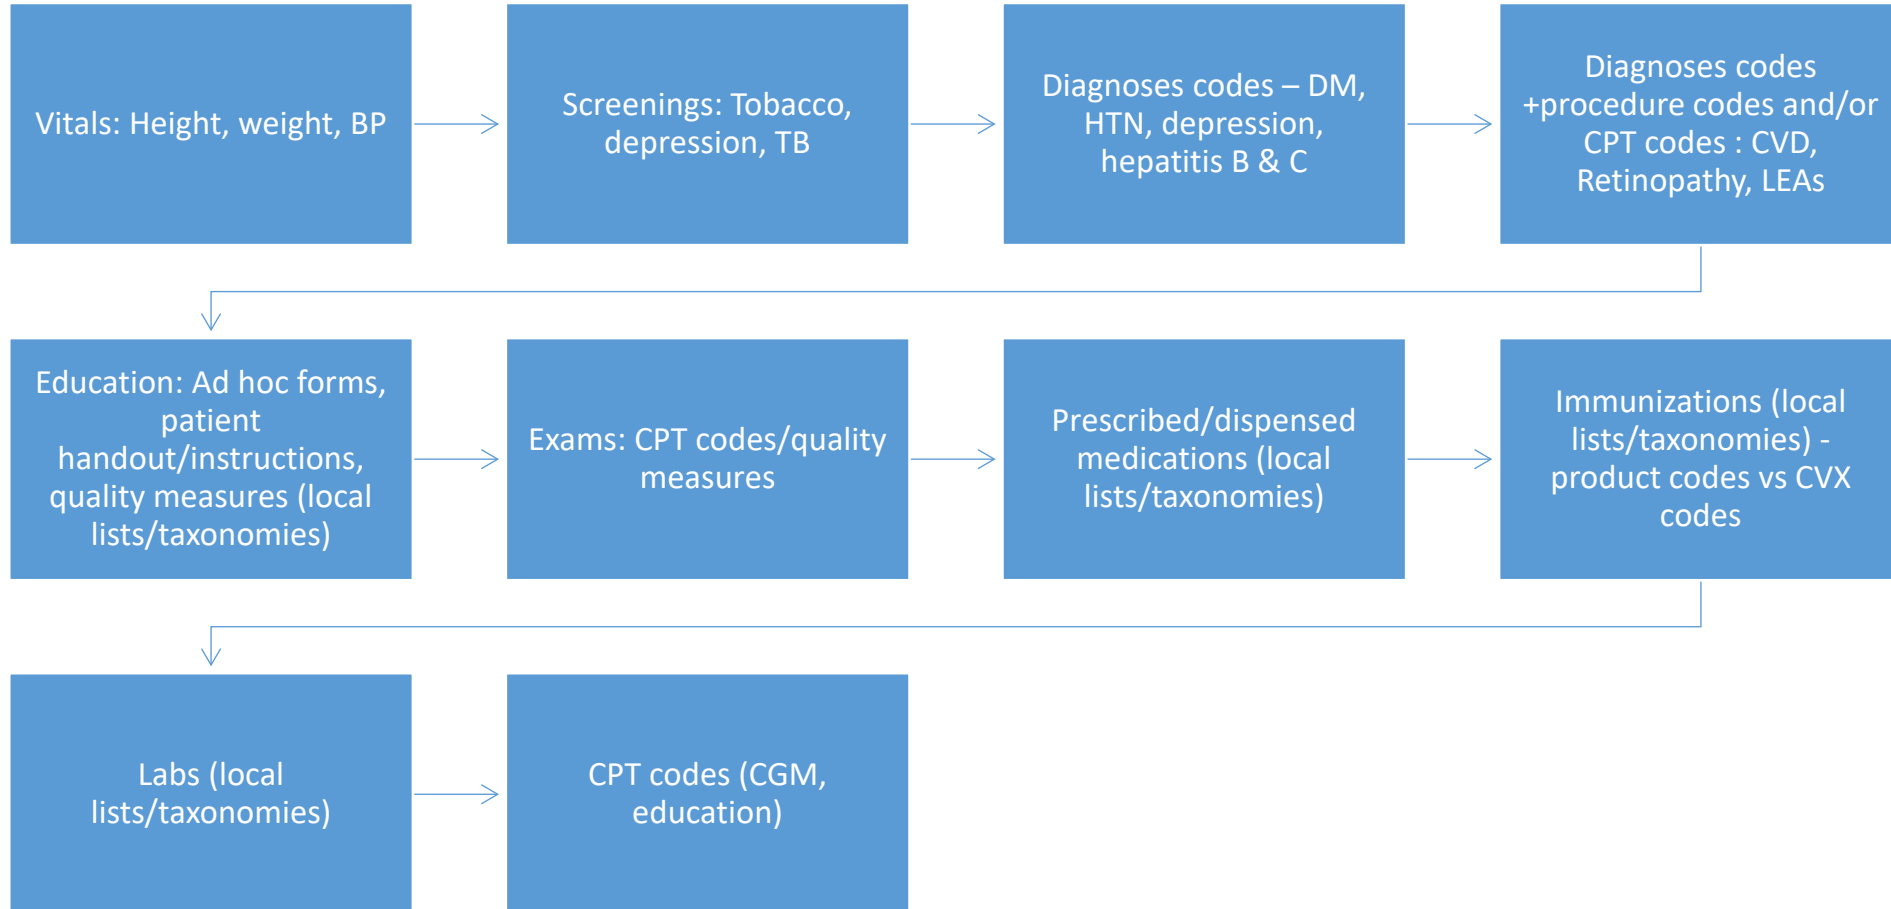 Vitals: Height, weight, BP
Screenings: Tobacco,
depression, TB
Diagnoses codes – DM,
HTN, depression,
hepatitis B & C
Diagnoses codes
+procedure codes and/or
CPT codes : CVD,
Retinopathy, LEAs
Education: Ad hoc forms,
patient
handout/instructions,
quality measures (local
lists/taxonomies)
Exams: CPT codes/quality
measures
Prescribed/dispensed
medications (local
lists/taxonomies)
Immunizations (local
lists/taxonomies) -
product codes vs CVX
codes
Labs (local
lists/taxonomies)
CPT codes (CGM,
education)